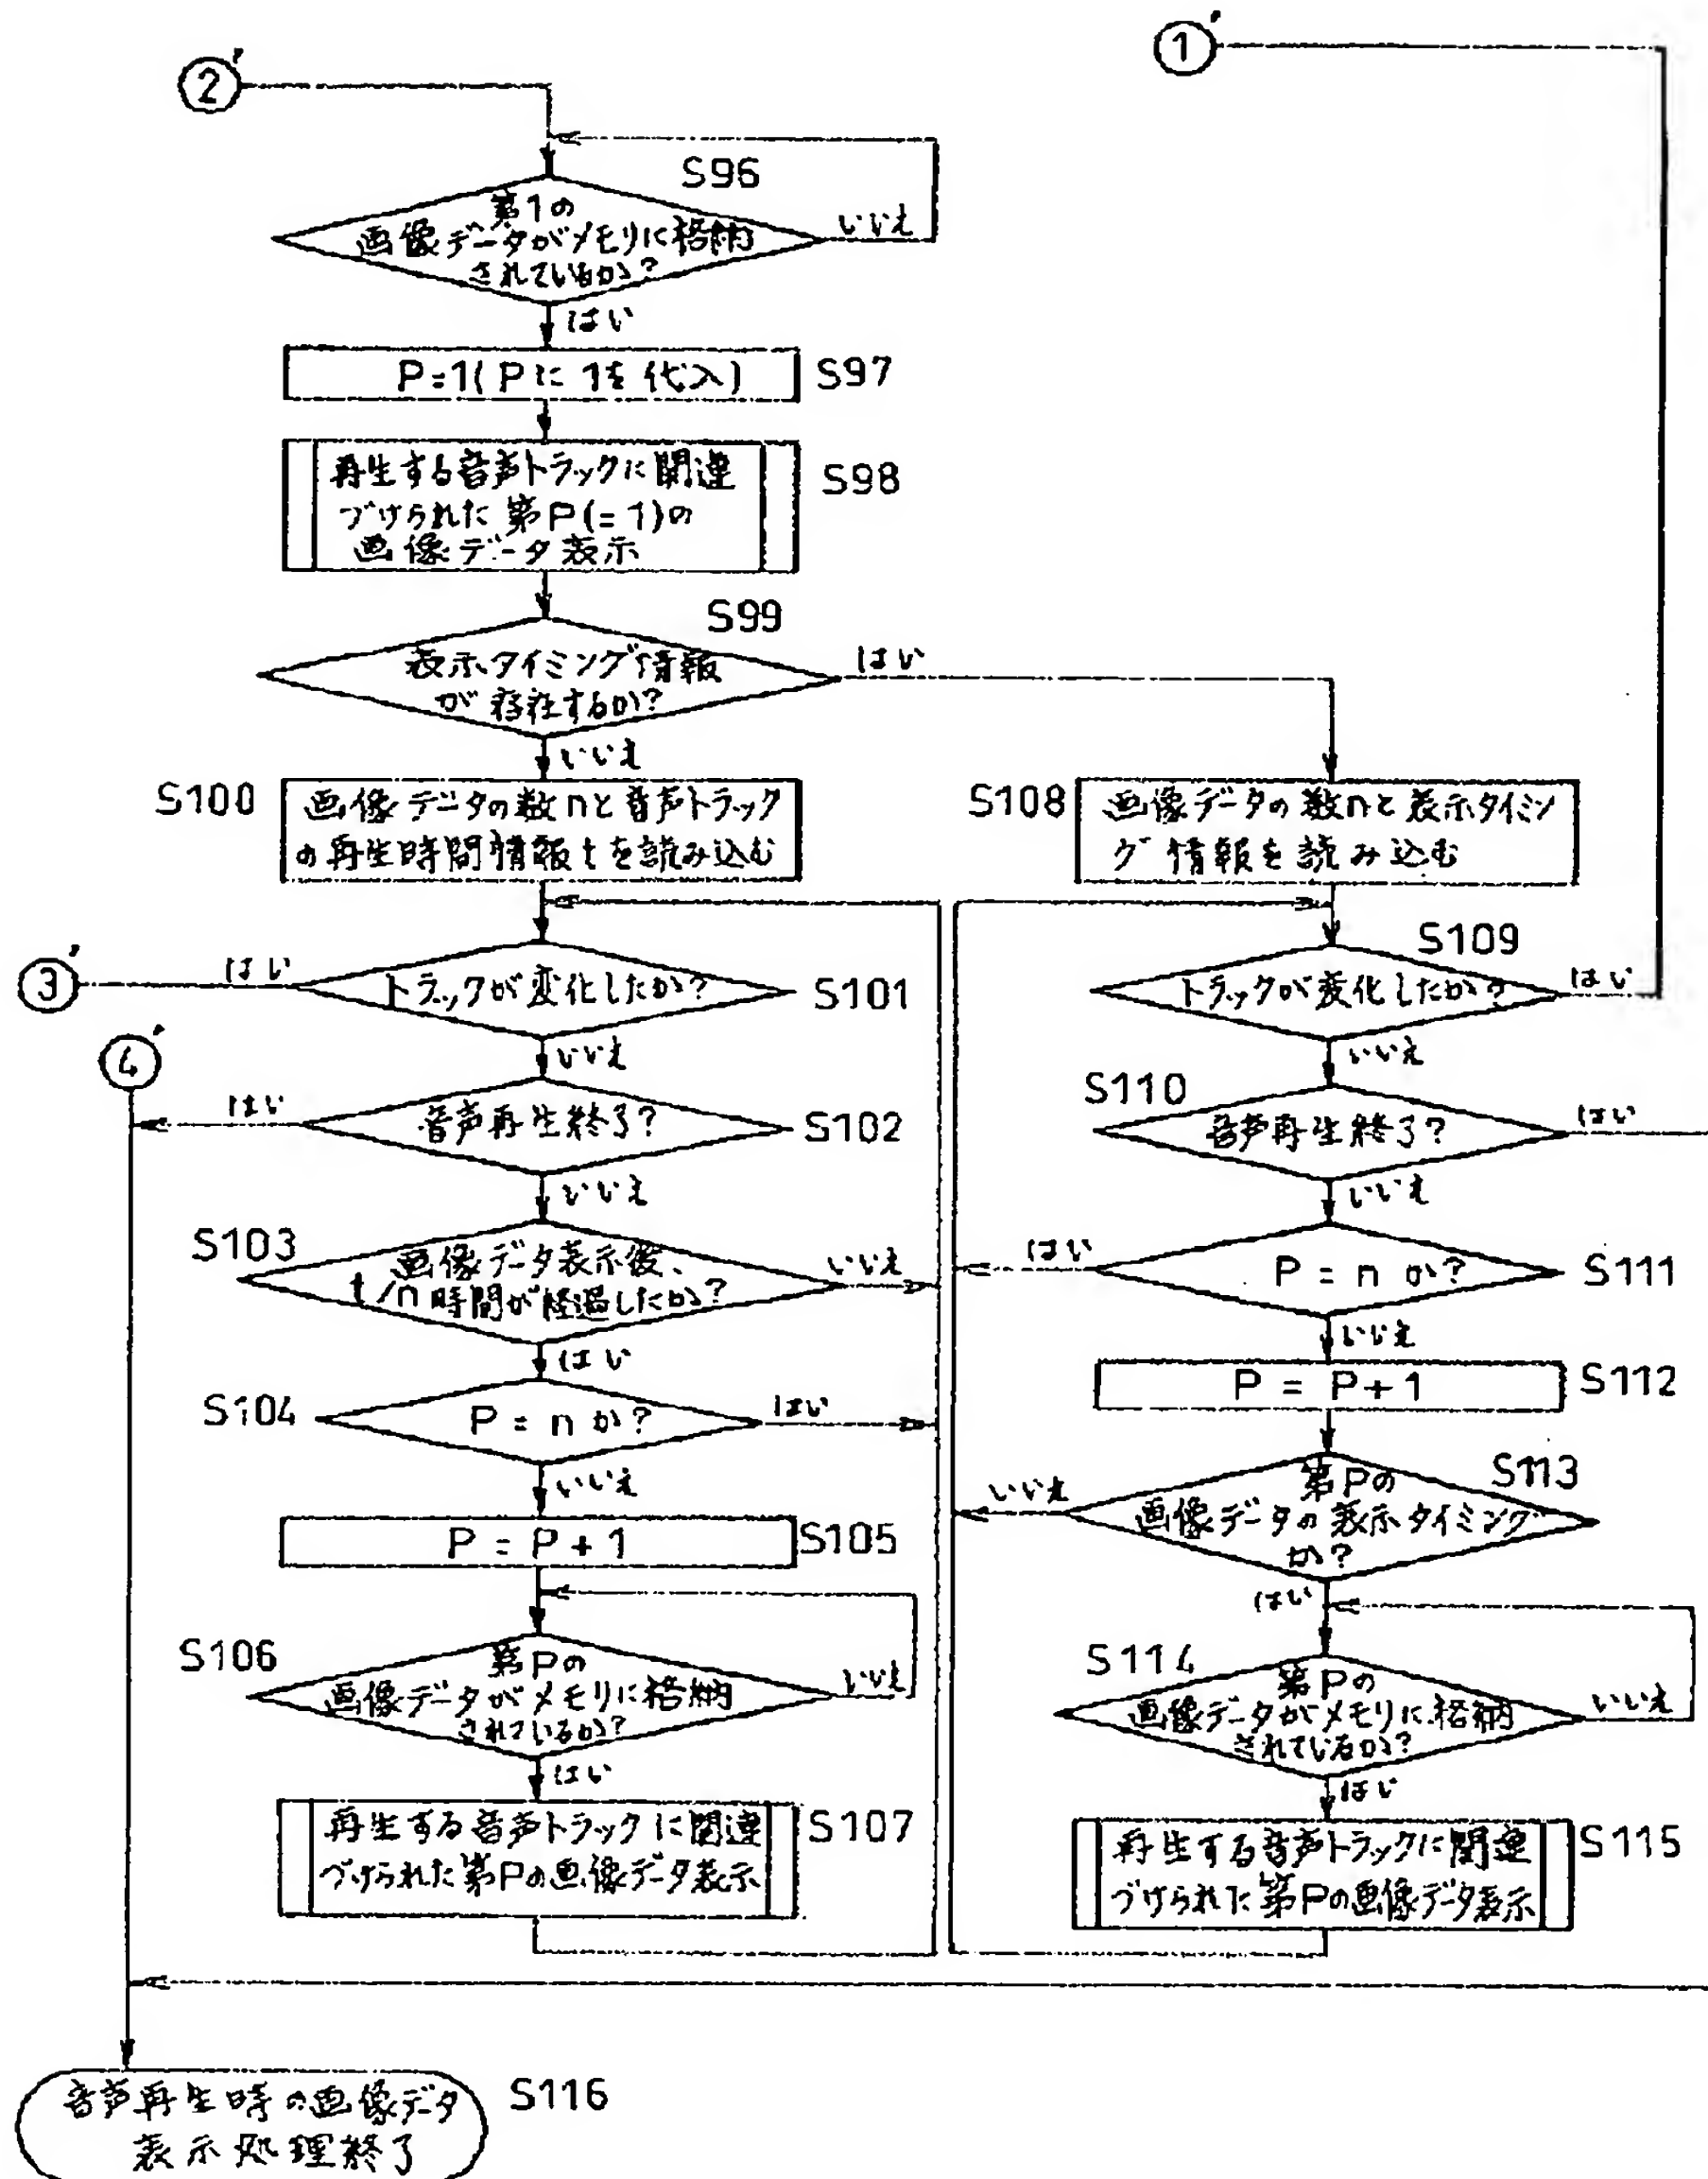 ①'
②'
S96
第1の
画像データがメモリに格納
されているか?
いいえ
はい
P=1(Pに1を代入)
S97
再生する音声トラックに関連
づけられた第P(=1)の
画像データ表示
S98
S99
表示タイミング情報
が存在するか?
はい
いいえ
S100
画像データの数nと音声トラック
の再生時間情報tを読み込む
S108
画像データの数nと表示タイミン
グ情報を読み込む
③'
はい
トラックが変化したか?
S101
いいえ
④'
はい
音声再生終了?
S102
いいえ
S103
画像データ表示後、
t/n時間が経過したか?
いいえ
はい
S104
P=nか?
はい
いいえ
P=P+1
S105
S106
第Pの
画像データがメモリに格納
されているか?
いいえ
はい
再生する音声トラックに関連
づけられた第Pの画像データ表示
S107
S109
トラックが変化したか?
はい
いいえ
S110
音声再生終了?
はい
いいえ
はい
P=nか?
S111
いいえ
P=P+1
S112
S113
第Pの
画像データの表示タイミング
か?
いいえ
はい
S114
第Pの
画像データがメモリに格納
されているか?
いいえ
はい
再生する音声トラックに関連
づけられた第Pの画像データ表示
S115
音声再生時の画像データ
表示処理終了
S116